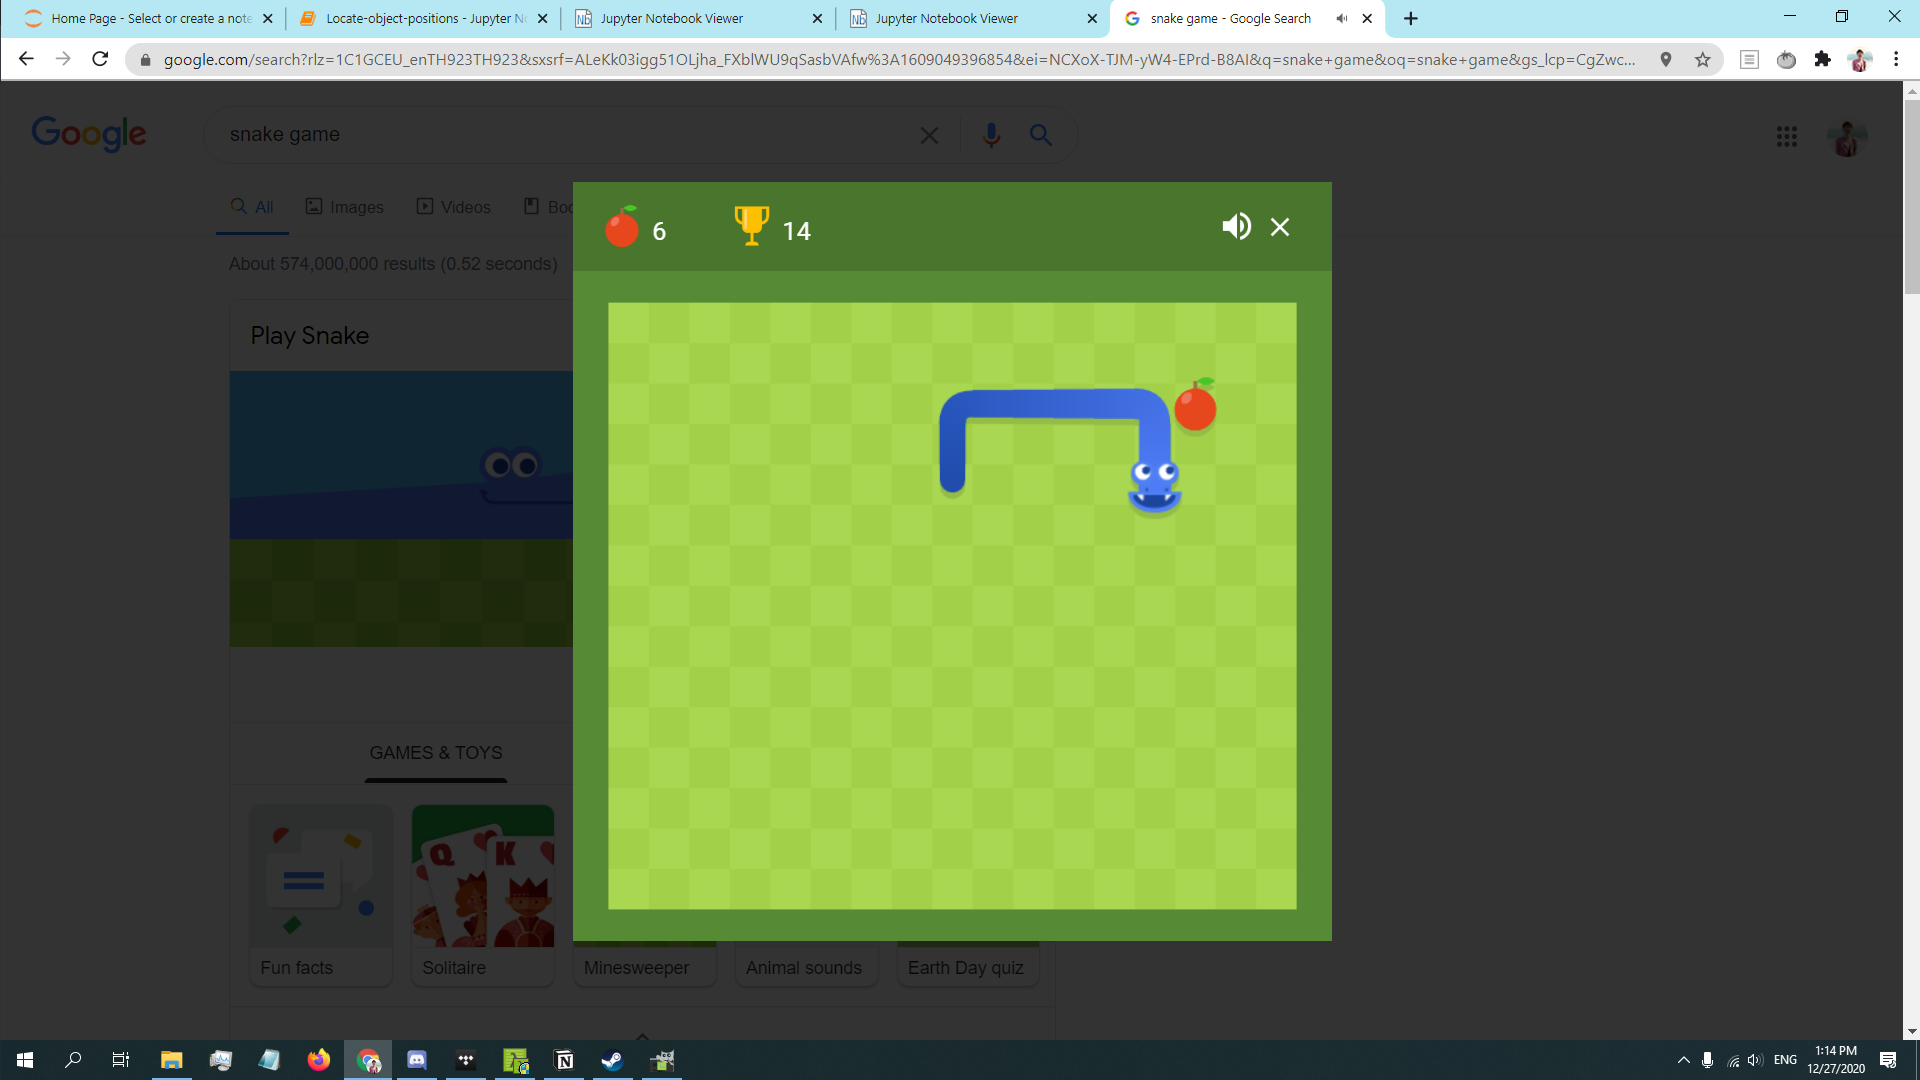 Home Page - Select or create a note
Locate-object-positions - Jupyter N
Jupyter Notebook Viewer
Jupyter Notebook Viewer
snake game - Google Search
google.com/search?rlz=1C1GCEU_enTH923TH923&sxsrf=ALeKk03igg51OLjha_FXblWU9qSasbVAfw%3A1609049396854&ei=NCXoX-TJM-yW4-EPrd-B8AI&q=snake+game&oq=snake+game&gs_lcp=CgZwc...
Google
snake game
All
Images
Videos
Boo
6
14
About 574,000,000 results (0.52 seconds)
Play Snake
GAMES & TOYS
Q
K
Fun facts
Solitaire
Minesweeper
Animal sounds
Earth Day quiz
ENG
1:14 PM
12/27/2020